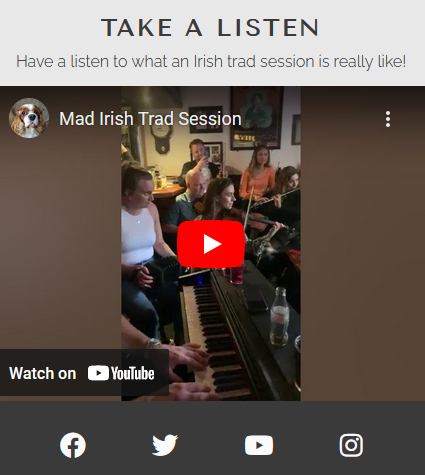 TAKE A LISTEN
Have a listen to what an Irish trad session is really like!
Mad Irish Trad Session
Watch on YouTube